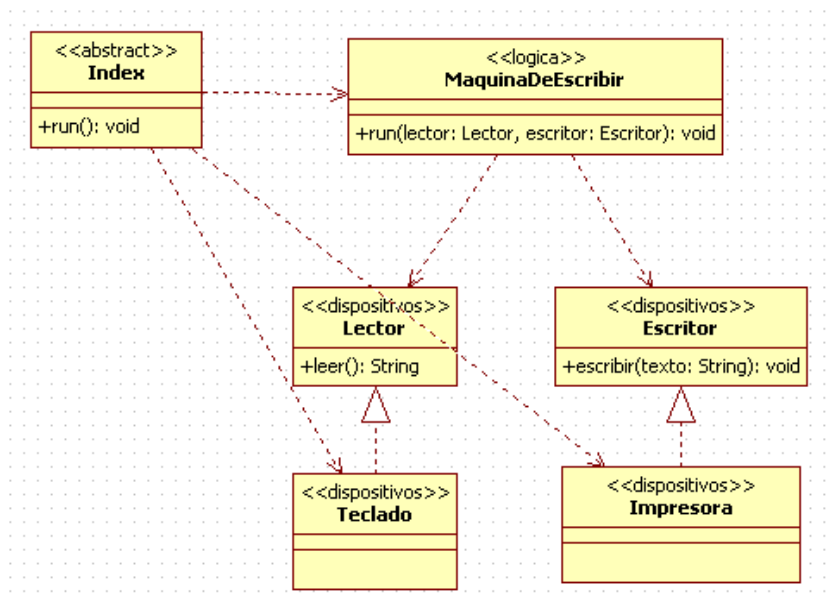 <<abstract>>
Index
+run(): void
<<logica>>
MaquinaDeEscribir
+run(lector: Lector, escritor: Escritor): void
<<dispositivos>>
Lector
+leer(): String
<<dispositivos>>
Escritor
+escribir(texto: String): void
<<dispositivos>>
Teclado
<<dispositivos>>
Impresora